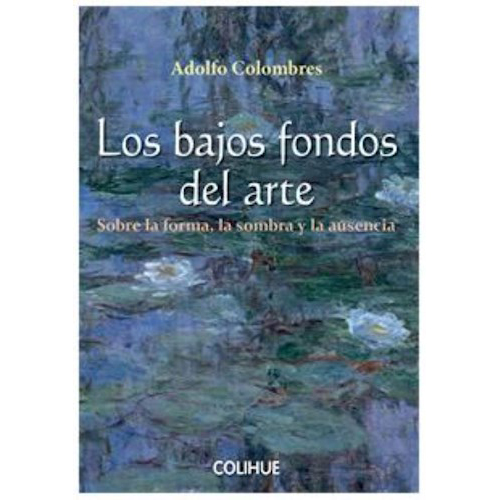 Adolfo Colombres
Los bajos fondos
del arte
Sobre la forma, la sombra y la ausencia
COLIHUE